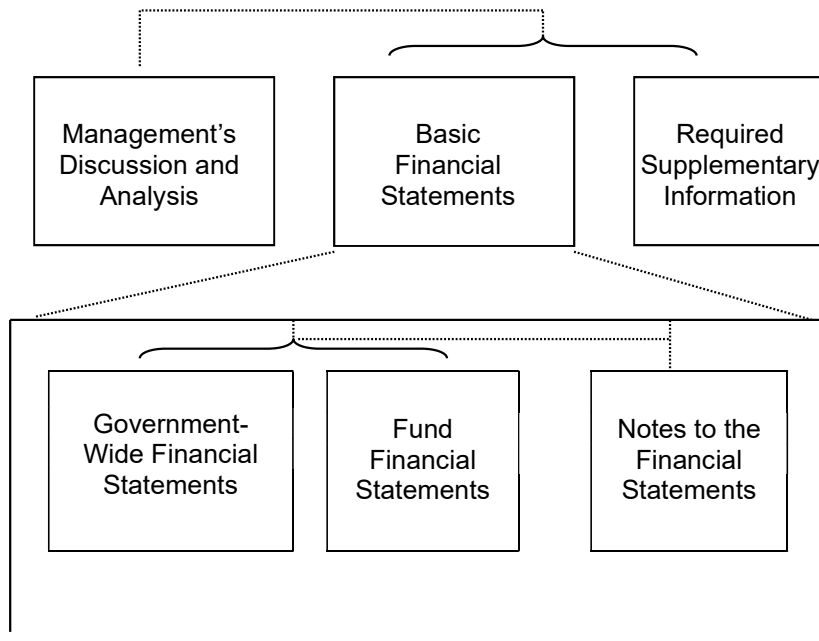 Management’s
Discussion and
Analysis
Basic
Financial
Statements
Required
Supplementary
Information
Government-
Wide Financial
Statements
Fund
Financial
Statements
Notes to the
Financial
Statements